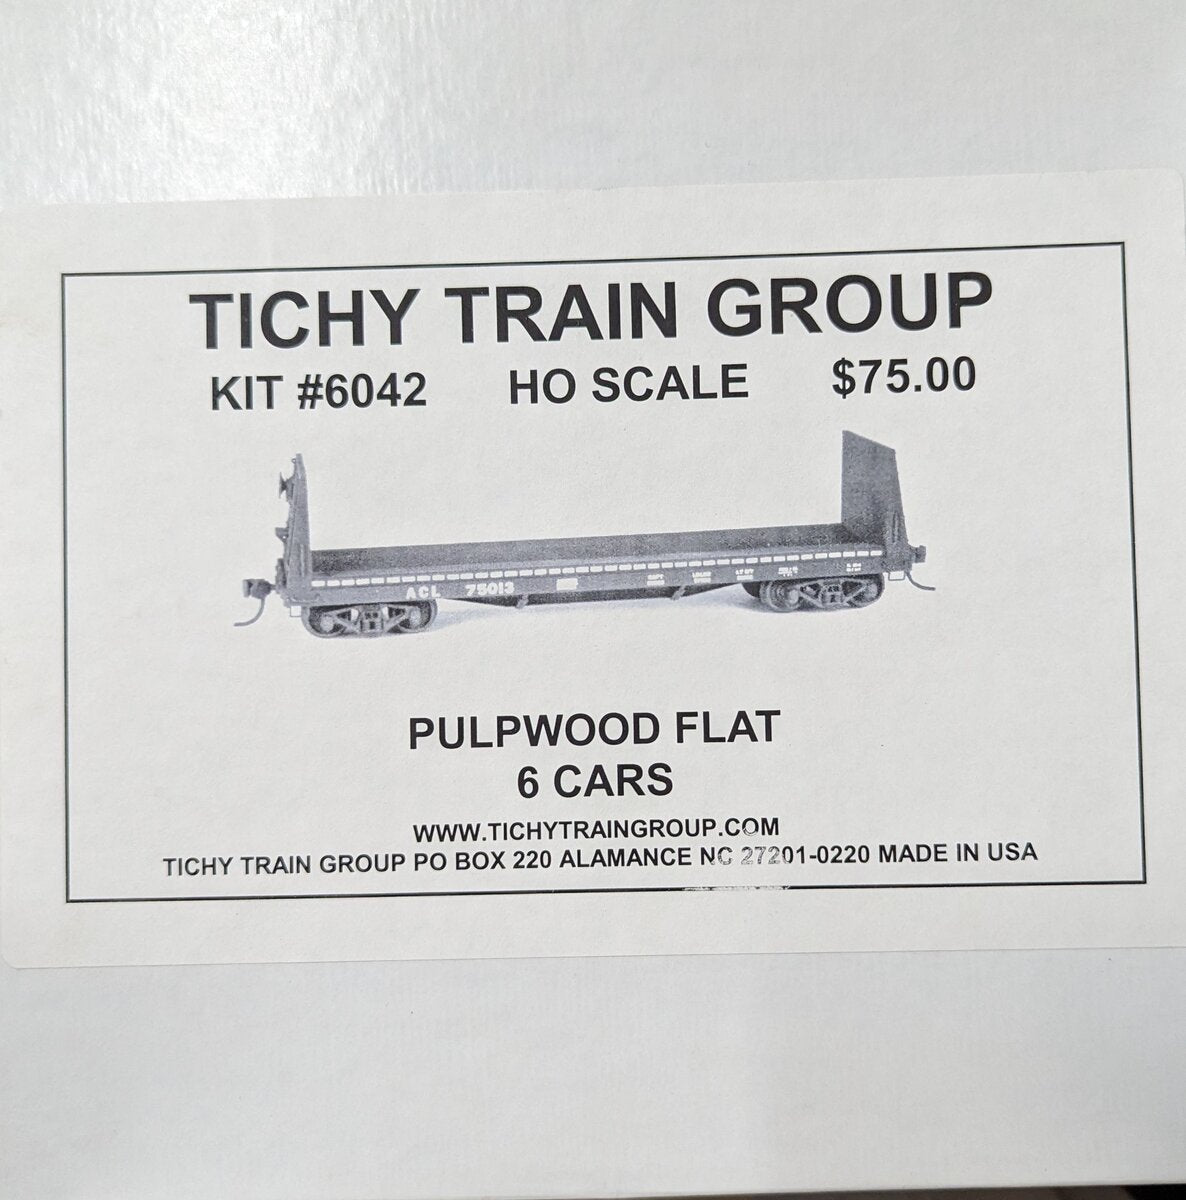 TICHY TRAIN GROUP
KIT #6042 HO SCALE $75.00
ACL 75013
PULPWOOD FLAT
6 CARS
WWW.TICHYTRAINGROUP.COM
TICHY TRAIN GROUP PO BOX 220 ALAMANCE NC 27201-0220 MADE IN USA